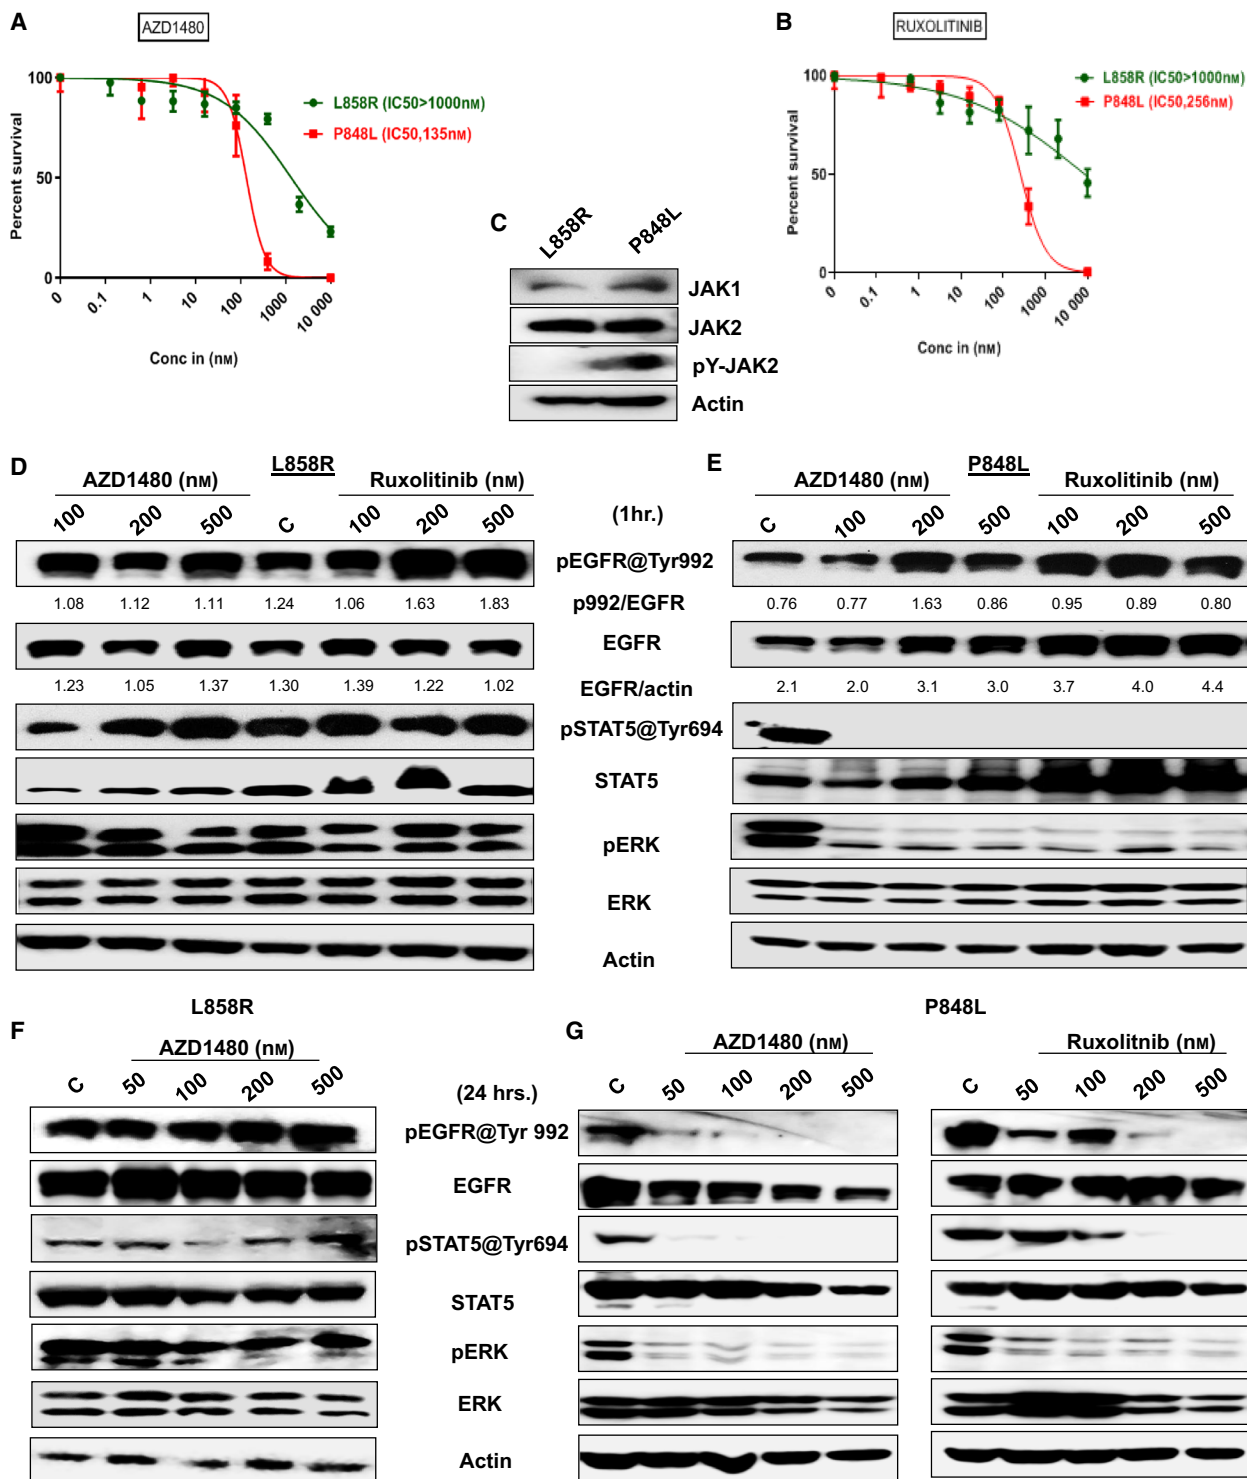 A
AZD1480
100
50
0
Percent survival
0
0.1
1
10
100
1000
10 000
Conc in (nM)
L858R (IC50>1000nM)
P848L (IC50,135nM)
B
RUXOLITINIB
100
50
0
Percent survival
0
0.1
1
10
100
1000
10 000
Conc in (nM)
L858R (IC50>1000nM)
P848L (IC50,256nM)
C
L858R
P848L
JAK1
JAK2
pY-JAK2
Actin
D
L858R
AZD1480 (nM)
Ruxolitinib (nM)
100
200
500
C
100
200
500
(1hr.)
E
P848L
AZD1480 (nM)
Ruxolitinib (nM)
C
100
200
500
100
200
500
pEGFR@Tyr992
1.08 1.12 1.11 1.24 1.06 1.63 1.83
p992/EGFR
0.76 0.77 1.63 0.86 0.95 0.89 0.80
EGFR
1.23 1.05 1.37 1.30 1.39 1.22 1.02
EGFR/actin
2.1 2.0 3.1 3.0 3.7 4.0 4.4
pSTAT5@Tyr694
STAT5
pERK
ERK
Actin
L858R
F
AZD1480 (nM)
C
50
100
200
500
(24 hrs.)
P848L
G
AZD1480 (nM)
C
50
100
200
500
Ruxolitnib (nM)
C
50
100
200
500
pEGFR@Tyr 992
EGFR
pSTAT5@Tyr694
STAT5
pERK
ERK
Actin